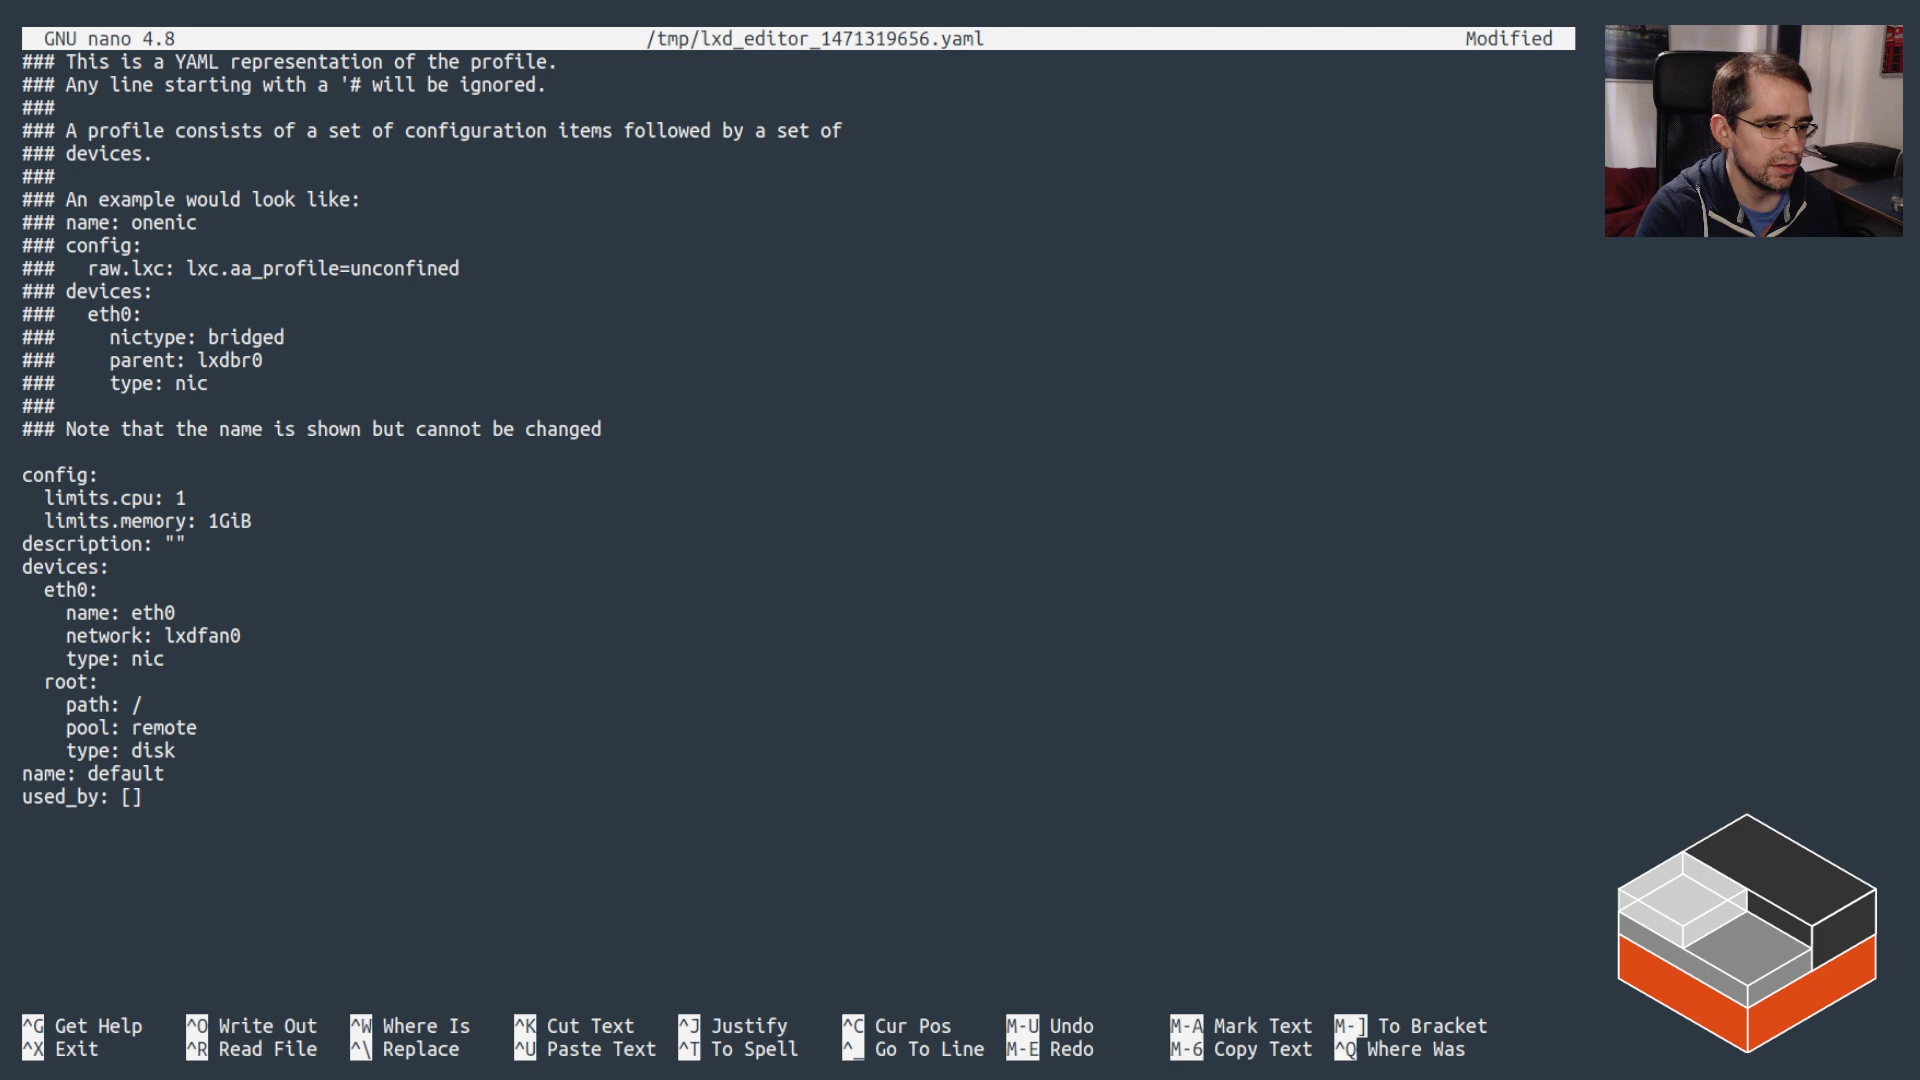 GNU nano 4.8 /tmp/lxd_editor_1471319656.yaml Modified
### This is a YAML representation of the profile.
### Any line starting with a '# will be ignored.
###
### A profile consists of a set of configuration items followed by a set of
### devices.
###
### An example would look like:
### name: onenic
### config:
###   raw.lxc: lxc.aa_profile=unconfined
### devices:
###   eth0:
###     nictype: bridged
###     parent: lxdbr0
###     type: nic
###
### Note that the name is shown but cannot be changed

config:
  limits.cpu: 1
  limits.memory: 1GiB
description: ""
devices:
  eth0:
    name: eth0
    network: lxdfan0
    type: nic
  root:
    path: /
    pool: remote
    type: disk
name: default
used_by: []
^G Get Help ^O Write Out ^W Where Is ^K Cut Text ^J Justify ^C Cur Pos M-U Undo M-A Mark Text M-] To Bracket
^X Exit ^R Read File ^\ Replace ^U Paste Text ^T To Spell ^_ Go To Line M-E Redo M-6 Copy Text ^Q Where Was